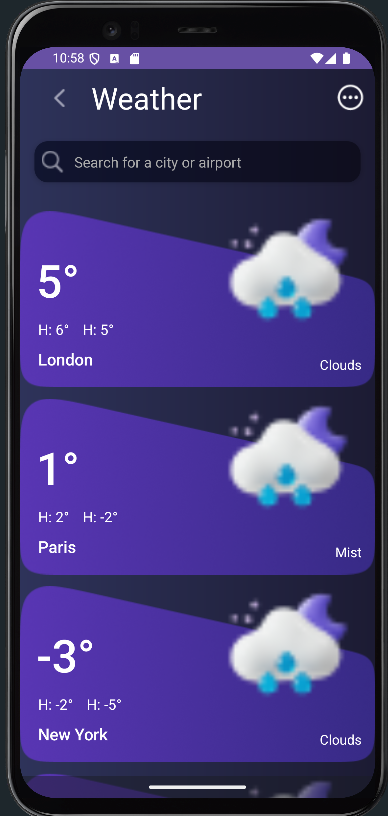 10:58
Weather
Search for a city or airport
5°
H: 6° H: 5°
London
Clouds
1°
H: 2° H: -2°
Paris
Mist
-3°
H: -2° H: -5°
New York
Clouds